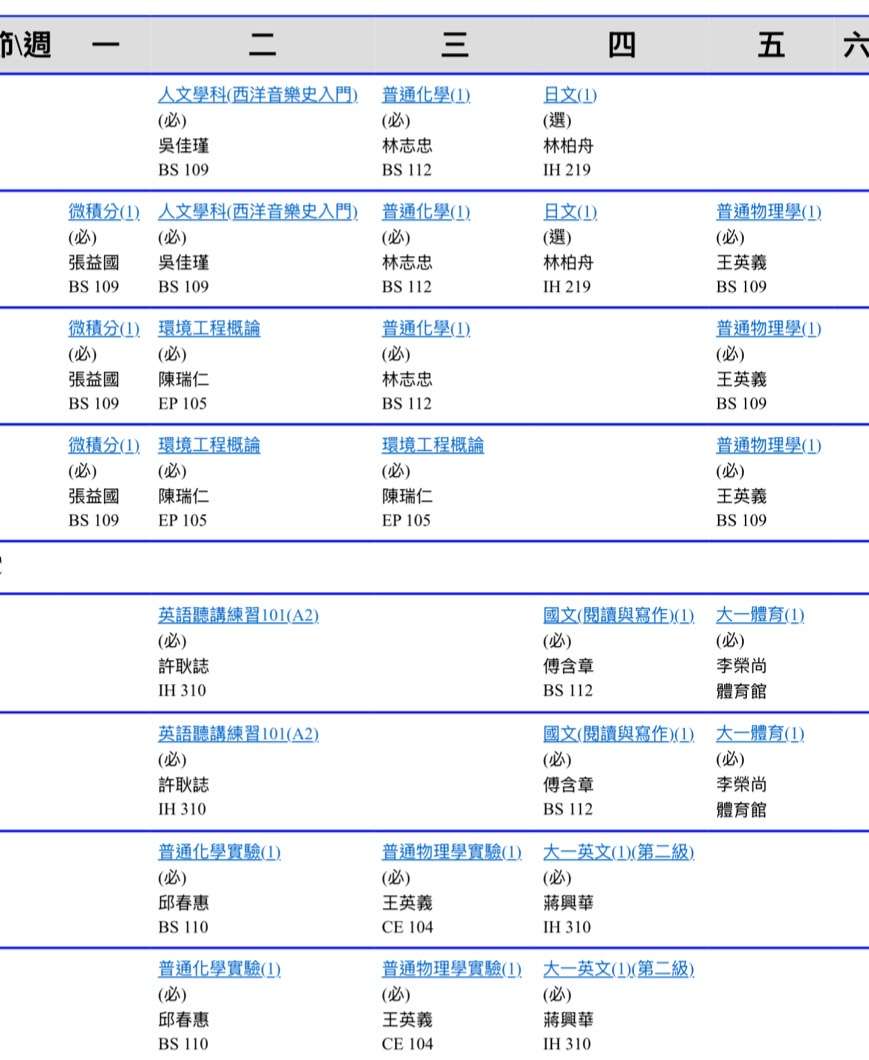 節\週 一 二 三 四 五 六
人文學科(西洋音樂史入門) 普通化學(1) 日文(1)
(必) (必) (選)
吳佳瑾 林志忠 林柏舟
BS 109 BS 112 IH 219
微積分(1) 人文學科(西洋音樂史入門) 普通化學(1) 日文(1) 普通物理學(1)
(必) (必) (必) (選) (必)
張益國 吳佳瑾 林志忠 林柏舟 王英義
BS 109 BS 109 BS 112 IH 219 BS 109
微積分(1) 環境工程概論 普通化學(1) 普通物理學(1)
(必) (必) (必) (必)
張益國 陳瑞仁 林志忠 王英義
BS 109 EP 105 BS 112 BS 109
微積分(1) 環境工程概論 環境工程概論 普通物理學(1)
(必) (必) (必) (必)
張益國 陳瑞仁 陳瑞仁 王英義
BS 109 EP 105 EP 105 BS 109
英語聽講練習101(A2) 國文(閱讀與寫作)(1) 大一體育(1)
(必) (必) (必)
許耿誌 傅含章 李榮尚
IH 310 BS 112 體育館
英語聽講練習101(A2) 國文(閱讀與寫作)(1) 大一體育(1)
(必) (必) (必)
許耿誌 傅含章 李榮尚
IH 310 BS 112 體育館
普通化學實驗(1) 普通物理學實驗(1) 大一英文(1)(第二級)
(必) (必) (必)
邱春惠 王英義 蔣興華
BS 110 CE 104 IH 310
普通化學實驗(1) 普通物理學實驗(1) 大一英文(1)(第二級)
(必) (必) (必)
邱春惠 王英義 蔣興華
BS 110 CE 104 IH 310